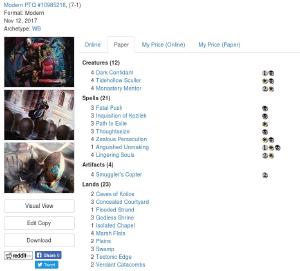 Modern PTQ #10985216, (7-1)
Format: Modern
Nov 12, 2017
Archetype: WB
Online
Paper
My Price (Online)
My Price (Paper)
Creatures (12)
4 Dark Confidant
4 Tidehollow Sculler
4 Monastery Mentor
Spells (21)
3 Fatal Push
3 Inquisition of Kozilek
3 Path to Exile
3 Thoughtseize
4 Zealous Persecution
1 Anguished Unmaking
4 Lingering Souls
Artifacts (4)
4 Smuggler's Copter
Lands (23)
2 Caves of Koilos
3 Concealed Courtyard
1 Flooded Strand
3 Godless Shrine
1 Isolated Chapel
4 Marsh Flats
2 Plains
3 Swamp
2 Tectonic Edge
2 Verdant Catacombs
Visual View
Edit Copy
Download
reddit
Share 0
Tweet